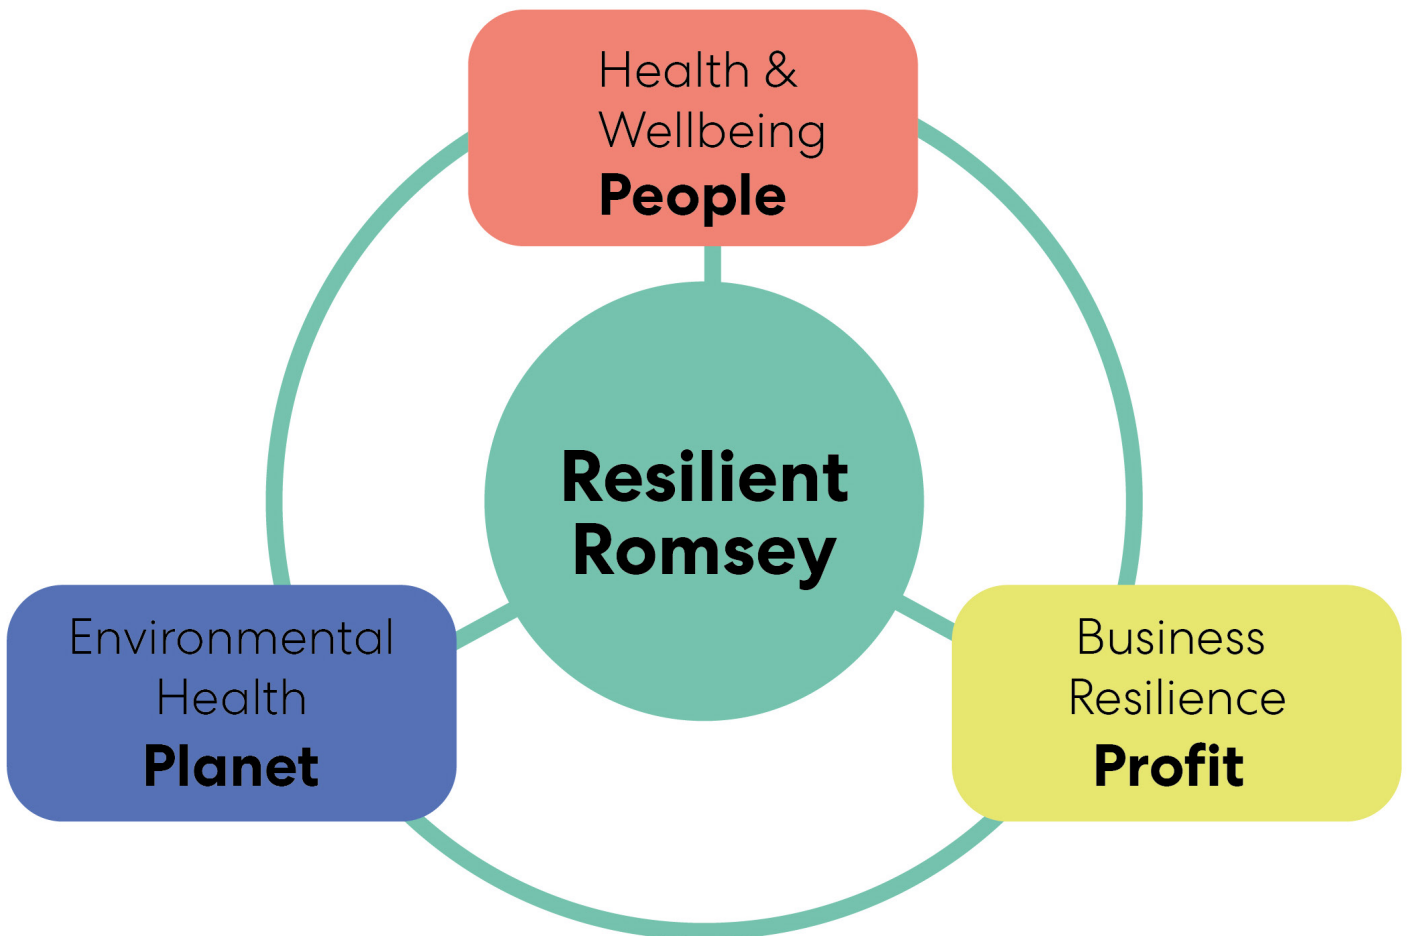 Health &
Wellbeing
People
Resilient
Romsey
Environmental
Health
Planet
Business
Resilience
Profit